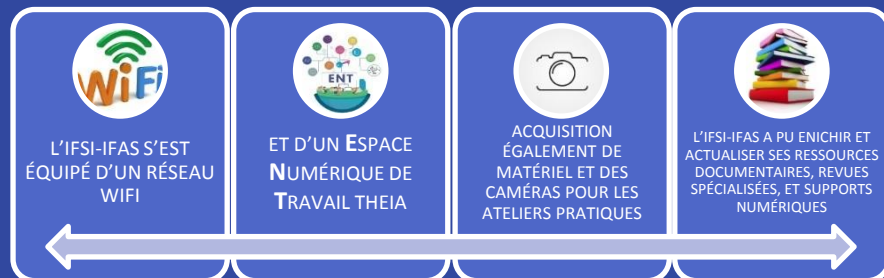 WiFi
L'IFSI-IFAS S'EST
ÉQUIPÉ D'UN RÉSEAU
WIFI
ENT
ET D'UN ESPACE
NUMÉRIQUE DE
TRAVAIL THEIA
ACQUISITION
ÉGALEMENT DE
MATÉRIEL ET DES
CAMÉRAS POUR LES
ATELIERS PRATIQUES
L'IFSI-IFAS A PU ENICHIR ET
ACTUALISER SES RESSOURCES
DOCUMENTAIRES, REVUES
SPÉCIALISÉES, ET SUPPORTS
NUMÉRIQUES